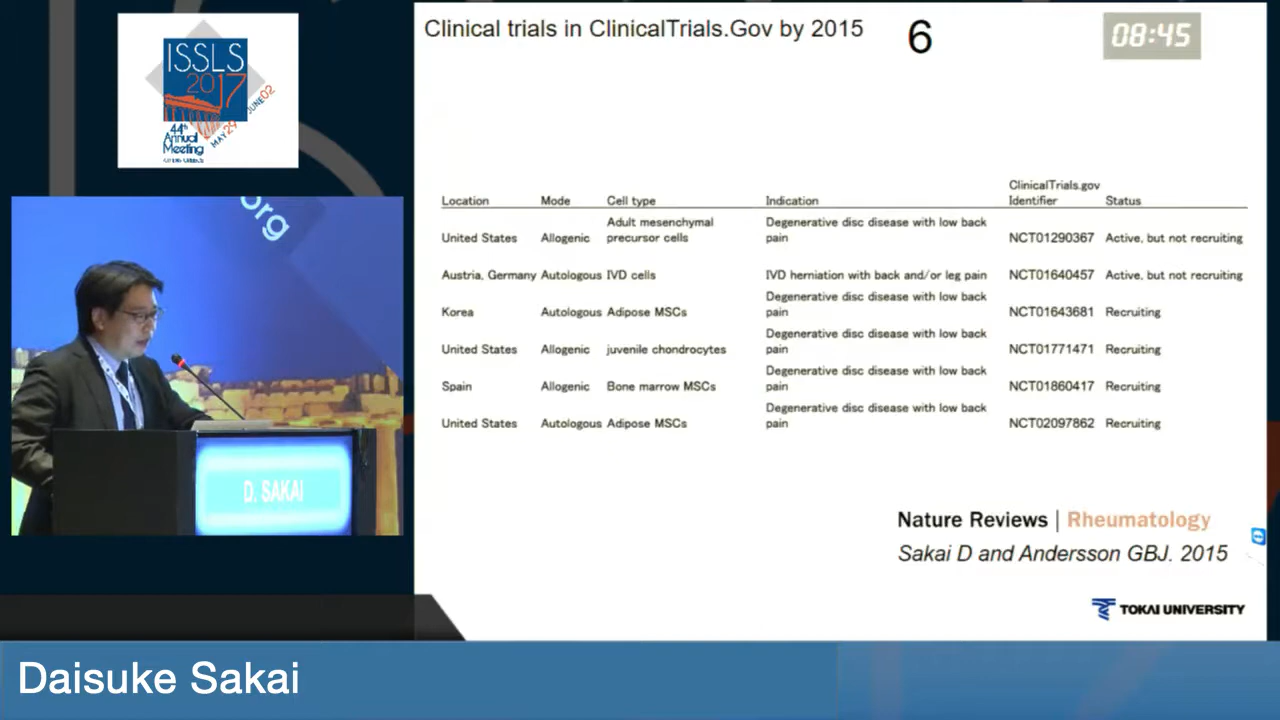 Clinical trials in ClinicalTrials.Gov by 2015
6
08:45
ISSLS
2017
44th
Annual
Meeting
MAY 29 - JUNE 02
org
D. SAKAI
Location Mode Cell type Indication ClinicalTrials.gov Identifier Status
United States Allogenic Adult mesenchymal precursor cells Degenerative disc disease with low back pain NCT01290367 Active, but not recruiting
Austria, Germany Autologous IVD cells IVD herniation with back and/or leg pain NCT01640457 Active, but not recruiting
Korea Autologous Adipose MSCs Degenerative disc disease with low back pain NCT01643681 Recruiting
United States Allogenic juvenile chondrocytes Degenerative disc disease with low back pain NCT01771471 Recruiting
Spain Allogenic Bone marrow MSCs Degenerative disc disease with low back pain NCT01860417 Recruiting
United States Autologous Adipose MSCs Degenerative disc disease with low back pain NCT02097862 Recruiting
Nature Reviews | Rheumatology
Sakai D and Andersson GBJ. 2015
TOKAI UNIVERSITY
Daisuke Sakai